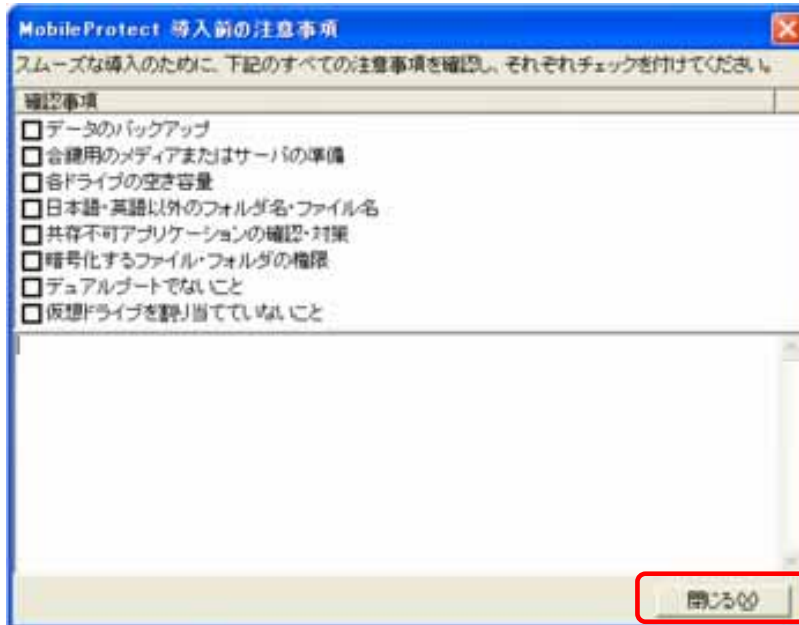 MobileProtect 導入前の注意事項
スムーズな導入のために、下記のすべての注意事項を確認し、それぞれチェックを付けてください。
確認事項
データのバックアップ
合鍵用のメディアまたはサーバの準備
各ドライブの空き容量
日本語・英語以外のフォルダ名・ファイル名
共存不可アプリケーションの確認・対策
暗号化するファイル・フォルダの権限
デュアルブートでないこと
仮想ドライブを割り当てていないこと
閉じる(X)